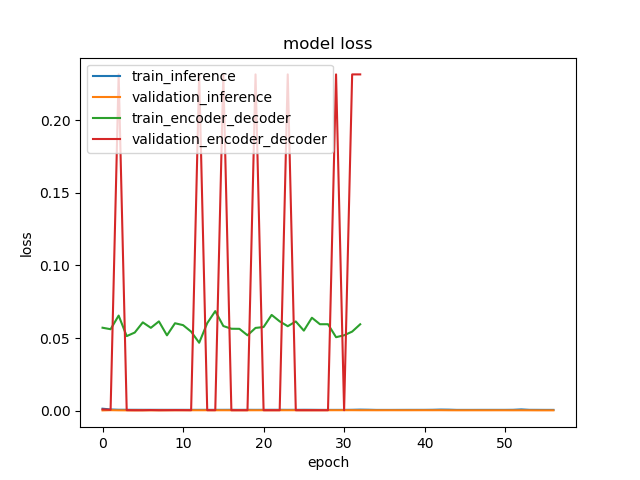 model loss
train_inference
validation_inference
train_encoder_decoder
validation_encoder_decoder
0.20
0.15
0.10
0.05
0.00
loss
0 10 20 30 40 50
epoch